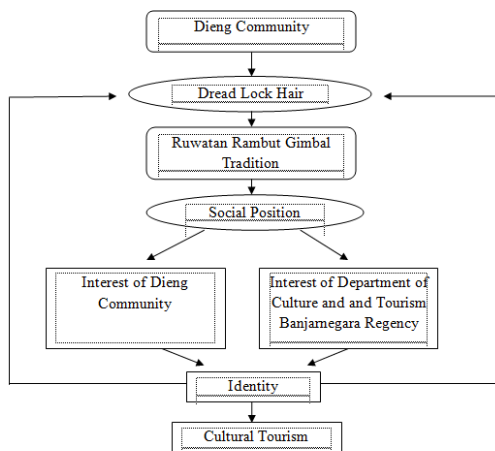 Dieng Community
Dread Lock Hair
Ruwatan Rambut Gimbal
Tradition
Social Position
Interest of Dieng
Community
Interest of Department of
Culture and and Tourism
Banjarnegara Regency
Identity
Cultural Tourism